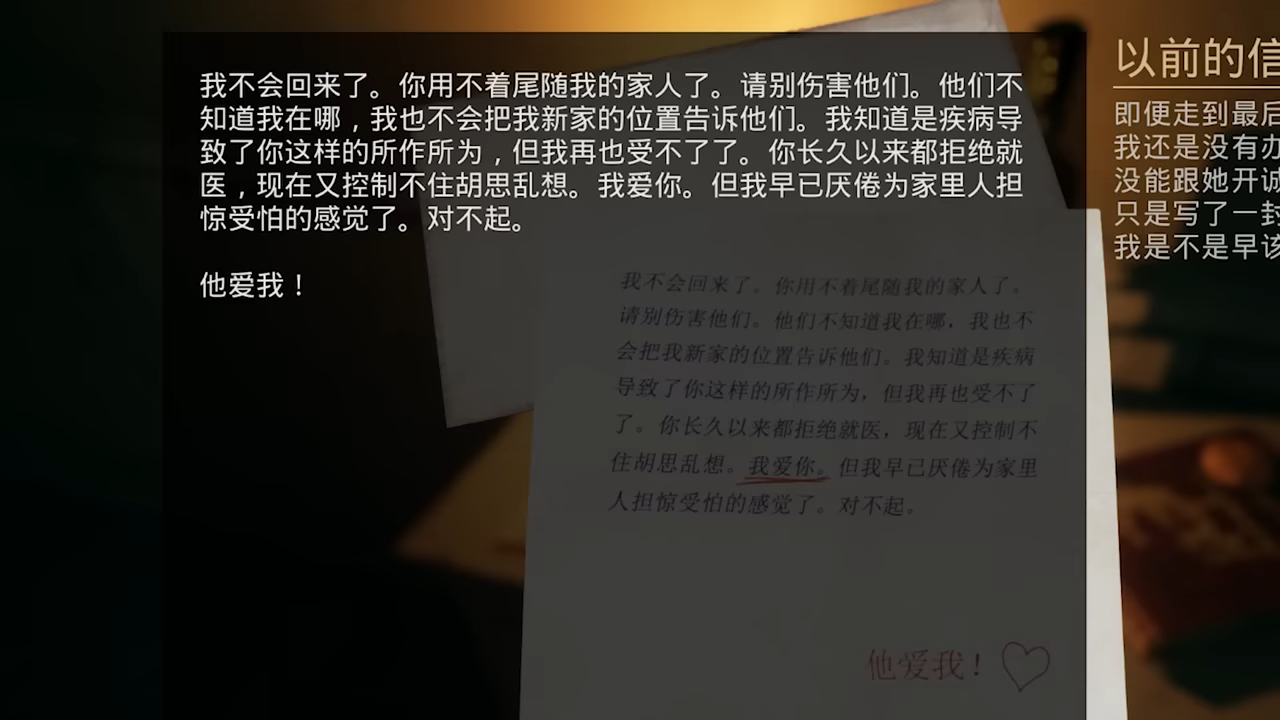 我不会回来了。你用不着尾随我的家人了。请别伤害他们。他们不
知道我在哪，我也不会把我新家的位置告诉他们。我知道是疾病导
致了你这样的所作所为，但我再也受不了了。你长久以来都拒绝就
医，现在又控制不住胡思乱想。我爱你。但我早已厌倦为家里人担
惊受怕的感觉了。对不起。
他爱我！
我不会回来了。你用不着尾随我的家人了。
请别伤害他们。他们不知道我在哪，我也不
会把我新家的位置告诉他们。我知道是疾病
导致了你这样的所作所为，但我再也受不了
了。你长久以来都拒绝就医，现在又控制不
住胡思乱想。我爱你。但我早已厌倦为家里
人担惊受怕的感觉了。对不起。
他爱我！
以前的信
即便走到最后
我还是没有办
没能跟她开诚
只是写了一封
我是不是早该